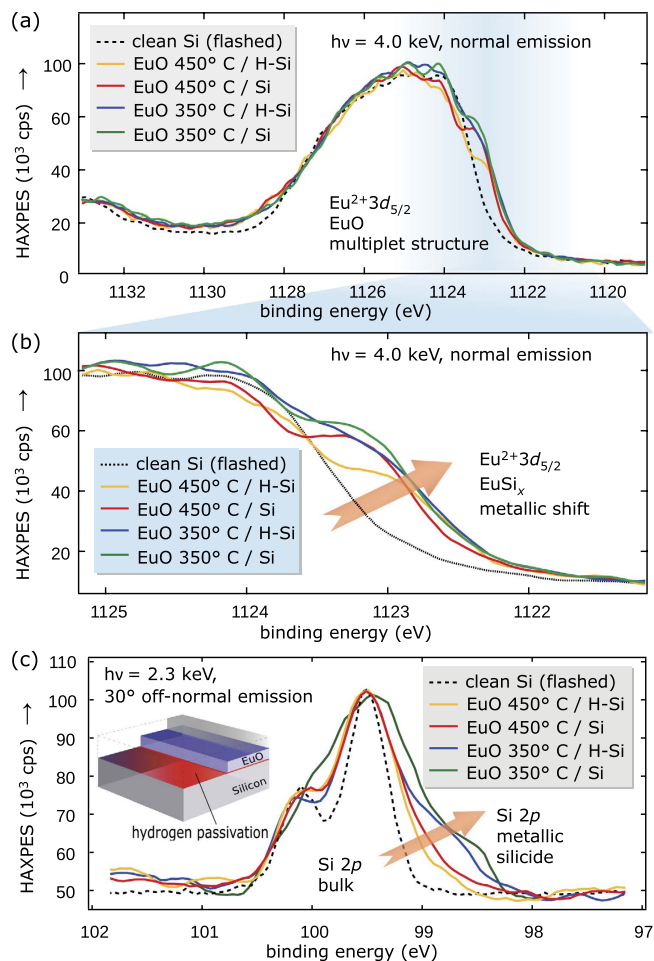 (a)
clean Si (flashed)
EuO 450° C / H-Si
EuO 450° C / Si
EuO 350° C / H-Si
EuO 350° C / Si
hν = 4.0 keV, normal emission
Eu2+3d5/2
EuO
multiplet structure
HAXPES (10³ cps) →
100
80
60
40
20
0
1132 1130 1128 1126 1124 1122 1120
binding energy (eV)
(b)
hν = 4.0 keV, normal emission
clean Si (flashed)
EuO 450° C / H-Si
EuO 450° C / Si
EuO 350° C / H-Si
EuO 350° C / Si
Eu2+3d5/2
EuSix
metallic shift
HAXPES (10³ cps) →
100
80
60
40
20
1125 1124 1123 1122
binding energy (eV)
(c)
hν = 2.3 keV,
30° off-normal emission
clean Si (flashed)
EuO 450° C / H-Si
EuO 450° C / Si
EuO 350° C / H-Si
EuO 350° C / Si
EuO
Silicon
hydrogen passivation
Si 2p
bulk
Si 2p
metallic
silicide
HAXPES (10³ cps) →
110
100
90
80
70
60
50
102 101 100 99 98 97
binding energy (eV)